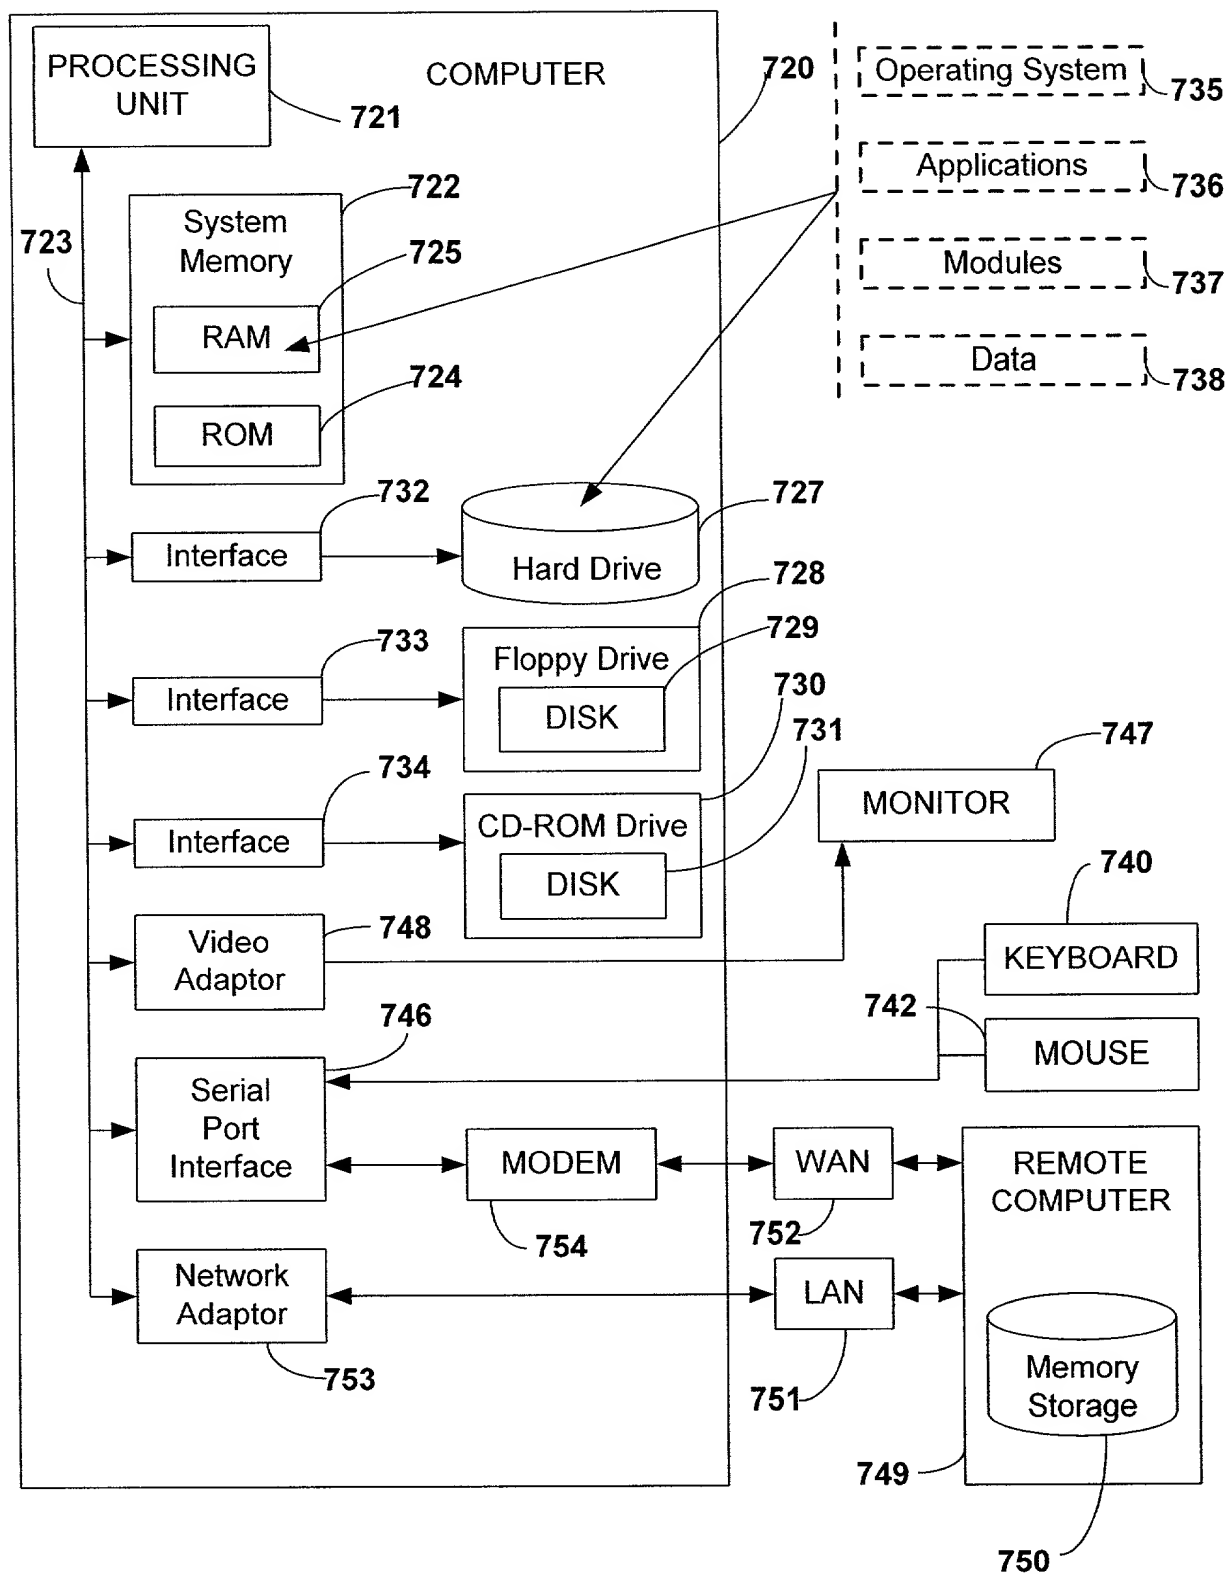 PROCESSING
UNIT
721
COMPUTER
720
Operating System
735
Applications
736
Modules
737
Data
738
723
722
System
Memory
725
RAM
724
ROM
732
Interface
727
Hard Drive
728
733
Interface
729
Floppy Drive
DISK
730
731
734
Interface
CD-ROM Drive
DISK
747
MONITOR
740
KEYBOARD
748
Video
Adaptor
742
MOUSE
746
Serial
Port
Interface
MODEM
754
WAN
752
REMOTE
COMPUTER
Network
Adaptor
753
LAN
751
Memory
Storage
749
750